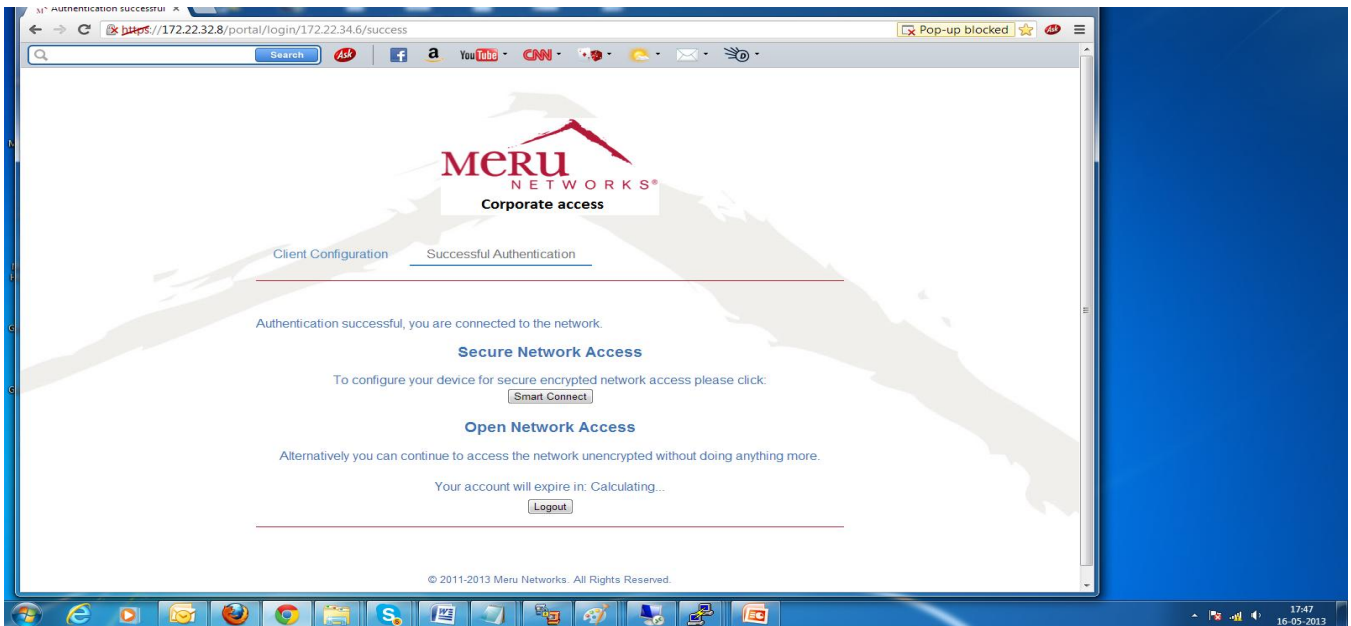 Authentication successful ×
https://172.22.32.8/portal/login/172.22.34.6/success Pop-up blocked Ask
Search Ask a YouTube CNN D
MERU
NETWORKS®
Corporate access
Client Configuration Successful Authentication
Authentication successful, you are connected to the network.
Secure Network Access
To configure your device for secure encrypted network access please click:
Smart Connect
Open Network Access
Alternatively you can continue to access the network unencrypted without doing anything more.
Your account will expire in: Calculating...
Logout
© 2011-2013 Meru Networks. All Rights Reserved.
17:47
16-05-2013